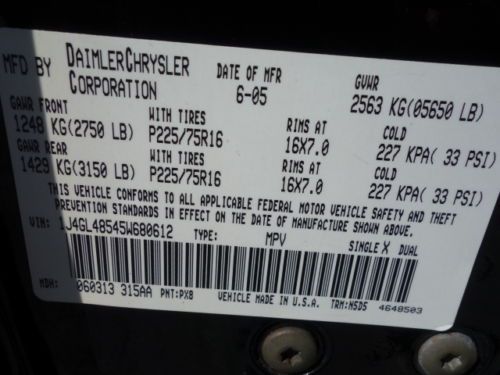 MFD BY DAIMLERCHRYSLER CORPORATION DATE OF MFR 6-05 GVWR 2563 KG(05650 LB)
GAWR FRONT WITH TIRES RIMS AT COLD
1248 KG(2750 LB) P225/75R16 16X7.0 227 KPA( 33 PSI)
GAWR REAR WITH TIRES RIMS AT COLD
1429 KG(3150 LB) P225/75R16 16X7.0 227 KPA( 33 PSI)
THIS VEHICLE CONFORMS TO ALL APPLICABLE FEDERAL MOTOR VEHICLE SAFETY AND THEFT
PREVENTION STANDARDS IN EFFECT ON THE DATE OF MANUFACTURE SHOWN ABOVE.
VIN: 1J4GL48545W680612 TYPE: MPV SINGLE X DUAL
MDH: 060313 315AA PNT:PX8 VEHICLE MADE IN U.S.A. TRM:N5D5 4648503